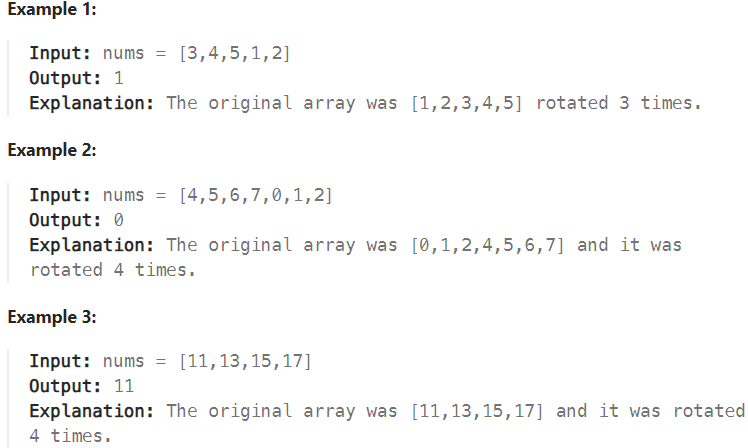 Example 1:
Input: nums = [3,4,5,1,2]
Output: 1
Explanation: The original array was [1,2,3,4,5] rotated 3 times.
Example 2:
Input: nums = [4,5,6,7,0,1,2]
Output: 0
Explanation: The original array was [0,1,2,4,5,6,7] and it was
rotated 4 times.
Example 3:
Input: nums = [11,13,15,17]
Output: 11
Explanation: The original array was [11,13,15,17] and it was rotated
4 times.